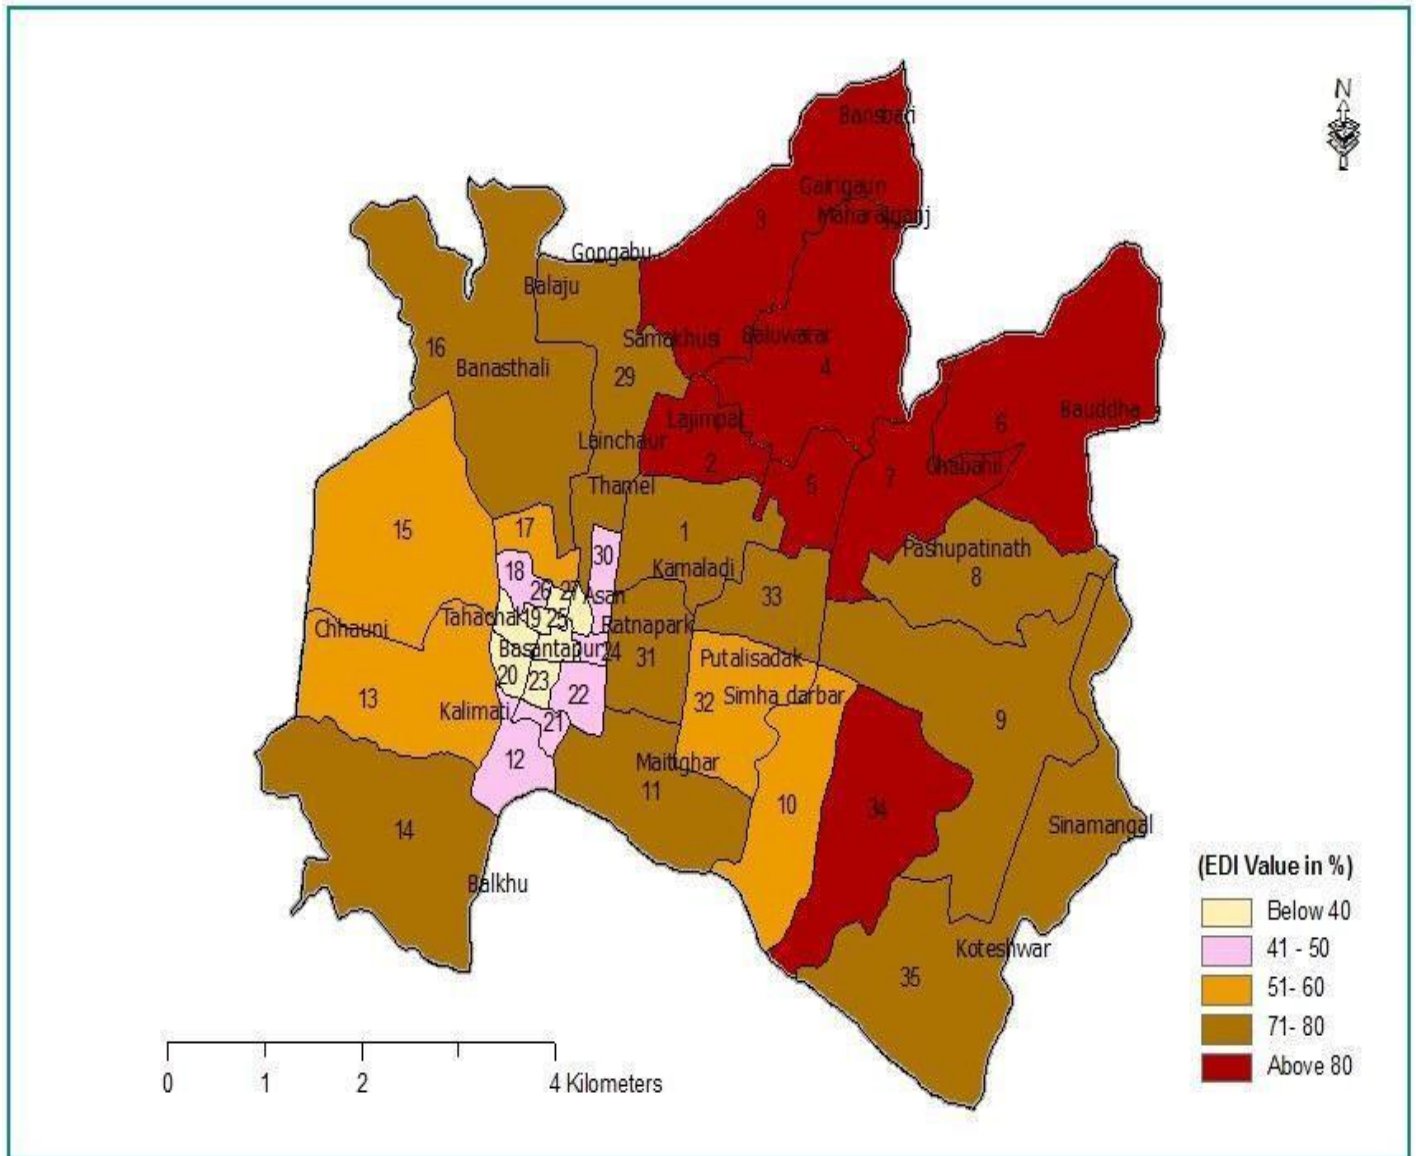 N
Bansbari
Gairigaun
3
Maharajganj
Gongabu
Balaju
Samakhusi
Baluwatar
16
Banasthali
29
4
Lajimpat
6
Bauddha
Lainchaur
2
Chabahil
7
5
Thamel
15
17
1
30
Pashupatinath
18
Kamaladi
8
26
27
Asan
33
Tahachal
19
25
Chhauni
Ratnapark
Basantapur
24
31
Putalisadak
20
23
22
13
32
Simha darbar
Kalimati
21
9
12
Maitighar
11
10
34
14
Sinamangal
Balkhu
Koteshwar
35
(EDI Value in %)
Below 40
41 - 50
51- 60
71- 80
Above 80
0
1
2
4 Kilometers